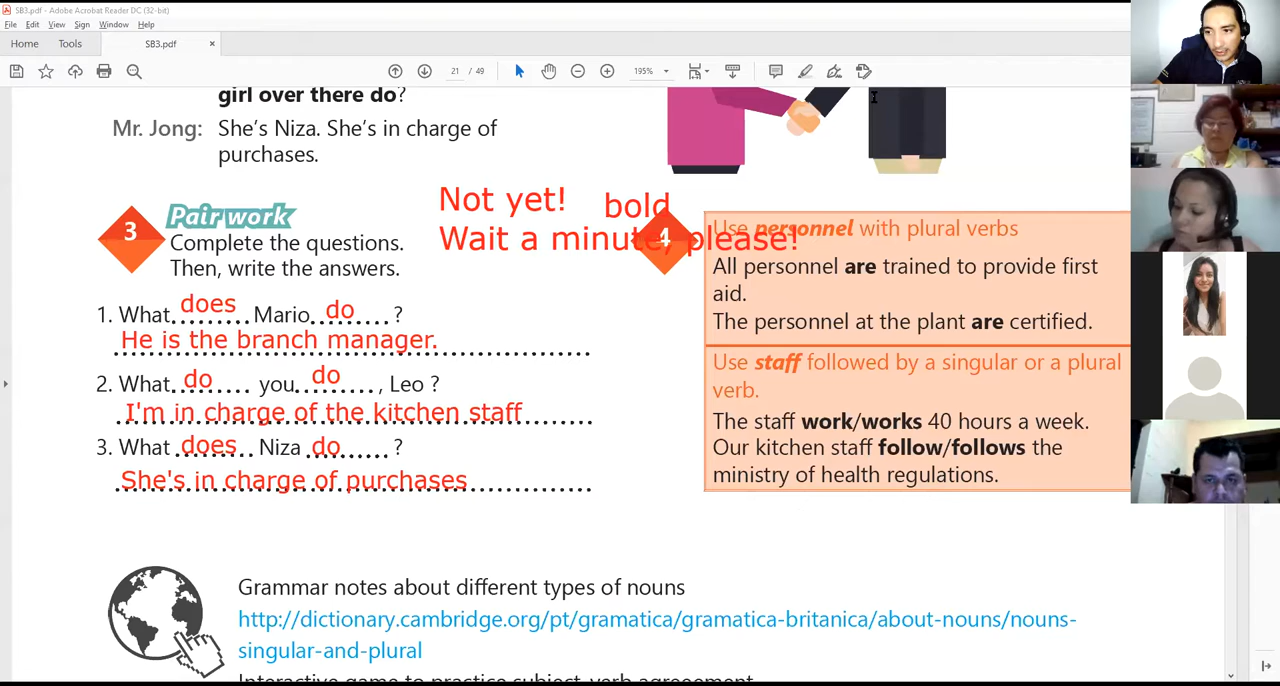 SB3.pdf - Adobe Acrobat Reader DC (32-bit)
File Edit View Sign Window Help
Home Tools SB3.pdf ×
21 / 49 195%
girl over there do?
Mr. Jong: She's Niza. She's in charge of
purchases.
Not yet! bold
Wait a minute, please!
3 Pair work
Complete the questions.
Then, write the answers.
1. What does Mario do ?
He is the branch manager.
2. What do you do , Leo ?
I'm in charge of the kitchen staff
3. What does Niza do ?
She's in charge of purchases
4 Use personnel with plural verbs
All personnel are trained to provide first
aid.
The personnel at the plant are certified.
Use staff followed by a singular or a plural
verb.
The staff work/works 40 hours a week.
Our kitchen staff follow/follows the
ministry of health regulations.
Grammar notes about different types of nouns
http://dictionary.cambridge.org/pt/gramatica/gramatica-britanica/about-nouns/nouns-
singular-and-plural
Interactive game to practice subject-verb agreement